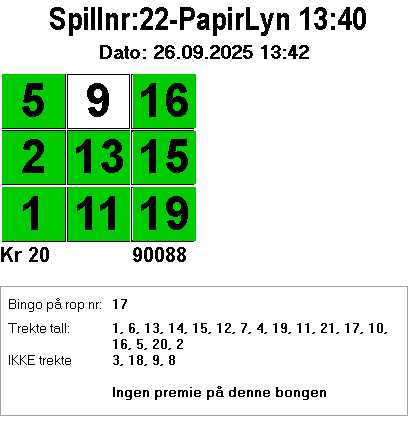 Spillnr:22-PapirLyn 13:40
Dato: 26.09.2025 13:42
5 9 16
2 13 15
1 11 19
Kr 20 90088
Bingo på rop nr: 17
Trekte tall: 1, 6, 13, 14, 15, 12, 7, 4, 19, 11, 21, 17, 10,
16, 5, 20, 2
IKKE trekte 3, 18, 9, 8
Ingen premie på denne bongen